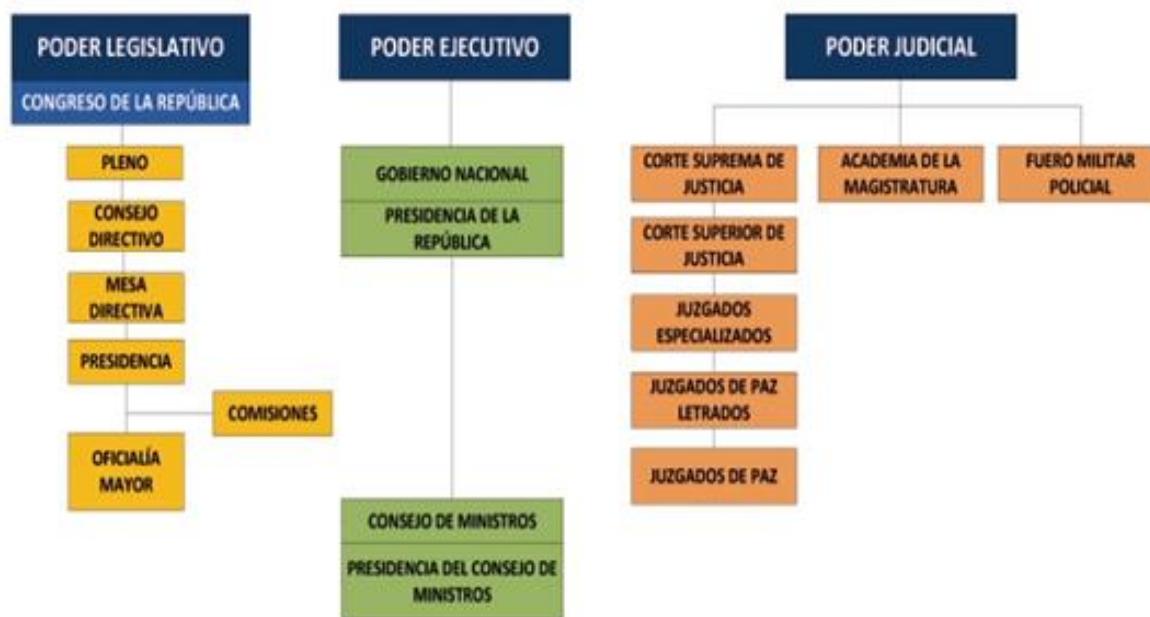 PODER LEGISLATIVO
CONGRESO DE LA REPÚBLICA
PLENO
CONSEJO
DIRECTIVO
MESA
DIRECTIVA
PRESIDENCIA
COMISIONES
OFICIALÍA
MAYOR
PODER EJECUTIVO
GOBIERNO NACIONAL
PRESIDENCIA DE LA
REPÚBLICA
CONSEJO DE MINISTROS
PRESIDENCIA DEL CONSEJO DE
MINISTROS
PODER JUDICIAL
CORTE SUPREMA DE
JUSTICIA
CORTE SUPERIOR DE
JUSTICIA
JUZGADOS
ESPECIALIZADOS
JUZGADOS DE PAZ
LETRADOS
JUZGADOS DE PAZ
ACADEMIA DE LA
MAGISTRATURA
FUERO MILITAR
POLICIAL